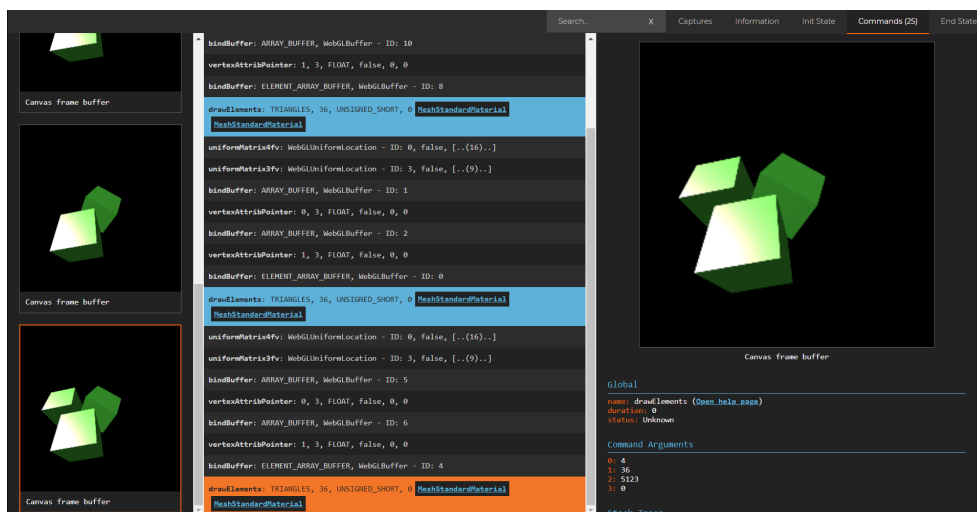 Search... X Captures Information Init State Commands (25) End State
Canvas frame buffer
Canvas frame buffer
Canvas frame buffer
bindBuffer: ARRAY_BUFFER, WebGLBuffer - ID: 10
vertexAttribPointer: 1, 3, FLOAT, false, 0, 0
bindBuffer: ELEMENT_ARRAY_BUFFER, WebGLBuffer - ID: 8
drawElements: TRIANGLES, 36, UNSIGNED_SHORT, 0 MeshStandardMaterial
MeshStandardMaterial
uniformMatrix4fv: WebGLUniformLocation - ID: 0, false, [..(16)..]
uniformMatrix3fv: WebGLUniformLocation - ID: 3, false, [..(9)..]
bindBuffer: ARRAY_BUFFER, WebGLBuffer - ID: 1
vertexAttribPointer: 0, 3, FLOAT, false, 0, 0
bindBuffer: ARRAY_BUFFER, WebGLBuffer - ID: 2
vertexAttribPointer: 1, 3, FLOAT, false, 0, 0
bindBuffer: ELEMENT_ARRAY_BUFFER, WebGLBuffer - ID: 0
drawElements: TRIANGLES, 36, UNSIGNED_SHORT, 0 MeshStandardMaterial
MeshStandardMaterial
uniformMatrix4fv: WebGLUniformLocation - ID: 0, false, [..(16)..]
uniformMatrix3fv: WebGLUniformLocation - ID: 3, false, [..(9)..]
bindBuffer: ARRAY_BUFFER, WebGLBuffer - ID: 5
vertexAttribPointer: 0, 3, FLOAT, false, 0, 0
bindBuffer: ARRAY_BUFFER, WebGLBuffer - ID: 6
vertexAttribPointer: 1, 3, FLOAT, false, 0, 0
bindBuffer: ELEMENT_ARRAY_BUFFER, WebGLBuffer - ID: 4
drawElements: TRIANGLES, 36, UNSIGNED_SHORT, 0 MeshStandardMaterial
MeshStandardMaterial
Canvas frame buffer
Global
name: drawElements (Open help page)
duration: 0
status: Unknown
Command Arguments
0: 4
1: 36
2: 5123
3: 0